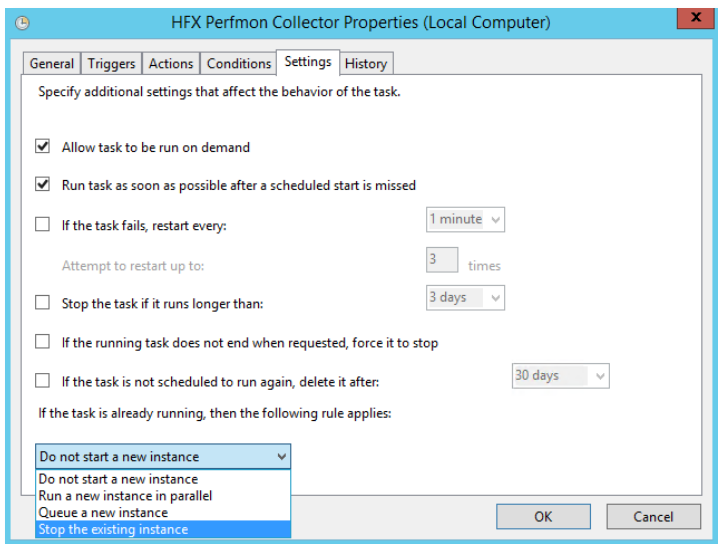 HFX Perfmon Collector Properties (Local Computer)
x
General Triggers Actions Conditions Settings History
Specify additional settings that affect the behavior of the task.
Allow task to be run on demand
Run task as soon as possible after a scheduled start is missed
If the task fails, restart every: 1 minute
Attempt to restart up to: 3 times
Stop the task if it runs longer than: 3 days
If the running task does not end when requested, force it to stop
If the task is not scheduled to run again, delete it after: 30 days
If the task is already running, then the following rule applies:
Do not start a new instance
Do not start a new instance
Run a new instance in parallel
Queue a new instance
Stop the existing instance
OK Cancel